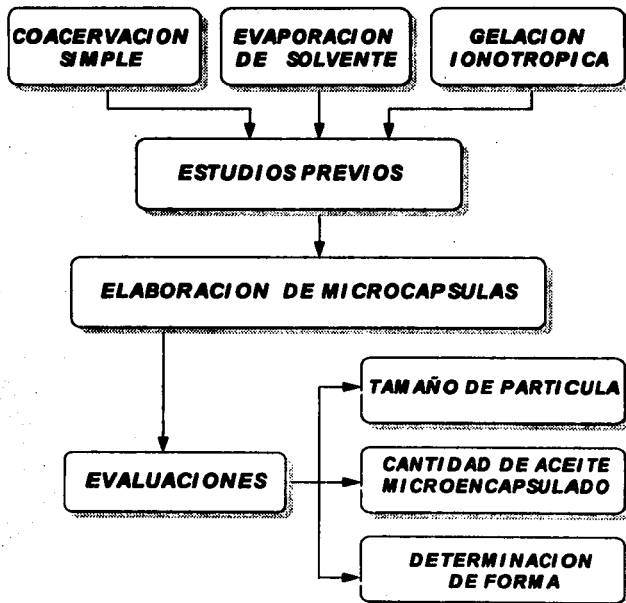 COACERVACION
SIMPLE
EVAPORACION
DE SOLVENTE
GELACION
IONOTROPICA
ESTUDIOS PREVIOS
ELABORACION DE MICROCAPSULAS
TAMAÑO DE PARTICULA
EVALUACIONES
CANTIDAD DE ACEITE
MICROENCAPSULADO
DETERMINACION
DE FORMA